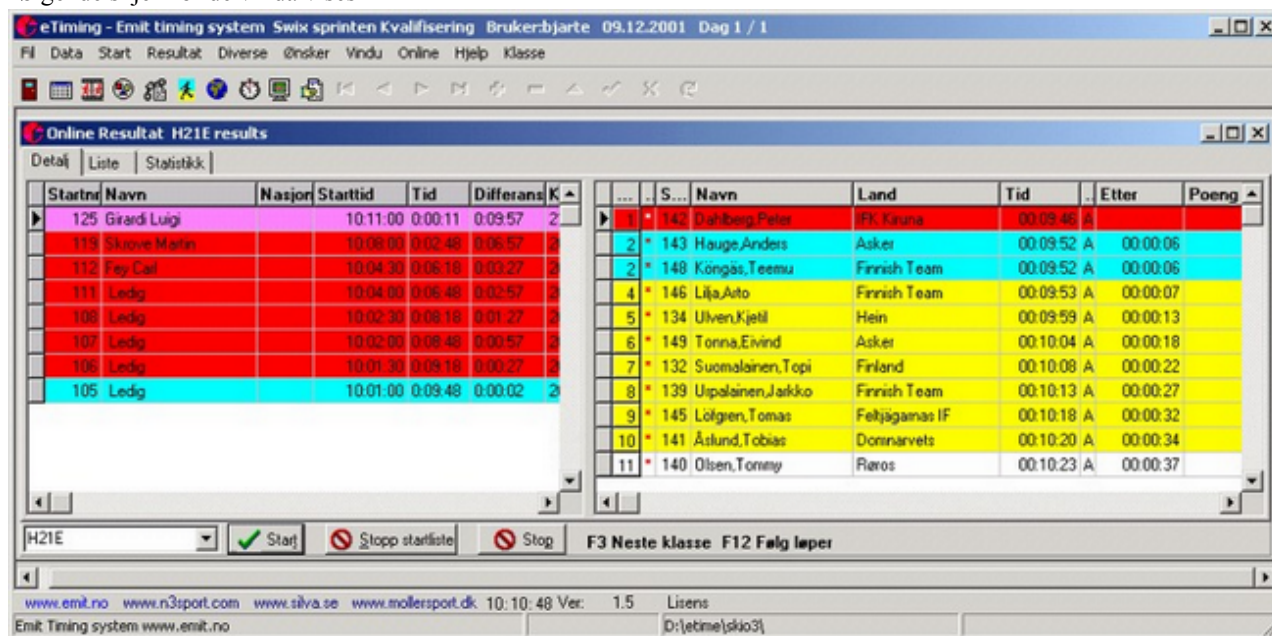 eTiming - Emit timing system Swix sprinten Kvalifisering Bruker:bjarte 09.12.2001 Dag 1 / 1
Fil Data Start Resultat Diverse Ønsker Vindu Online Hjelp Klasse
Online Resultat H21E results
Detalj Liste Statistikk
Startnr Navn Nasjon Starttid Tid Differans K
125 Girardi Luigi 10:11:00 0:00:11 0:09:57 2
119 Skrove Martin 10:08:00 0:02:48 0:06:57 2
112 Fey Carl 10:04:30 0:06:18 0:03:27 2
111 Ledig 10:04:00 0:06:48 0:02:57 2
108 Ledig 10:02:30 0:08:18 0:01:27 2
107 Ledig 10:02:00 0:08:48 0:00:57 2
106 Ledig 10:01:30 0:09:18 0:00:27 2
105 Ledig 10:01:00 0:09:48 0:00:02 2
... .. S... Navn Land Tid .. Etter Poeng
1 * 142 Dahlberg,Peter IFK Kiruna 00:09:46 A
2 * 143 Hauge,Anders Asker 00:09:52 A 00:00:06
2 * 148 Köngäs,Teemu Finnish Team 00:09:52 A 00:00:06
4 * 146 Lilja,Arto Finnish Team 00:09:53 A 00:00:07
5 * 134 Ulven,Kjetil Hein 00:09:59 A 00:00:13
6 * 149 Tonna,Eivind Asker 00:10:04 A 00:00:18
7 * 132 Suomalainen,Topi Finland 00:10:08 A 00:00:22
8 * 139 Urpalainen,Jarkko Finnish Team 00:10:13 A 00:00:27
9 * 145 Löfgren,Tomas Feltjägarnas IF 00:10:18 A 00:00:32
10 * 141 Åslund,Tobias Domnarvets 00:10:20 A 00:00:34
11 * 140 Olsen,Tommy Røros 00:10:23 A 00:00:37
H21E Start Stopp startliste Stop F3 Neste klasse F12 Følg løper
www.emit.no www.n3sport.com www.silva.se www.mollersport.dk 10:10:48 Ver: 1.5 Lisens
Emit Timing system www.emit.no D:\etime\skio3\